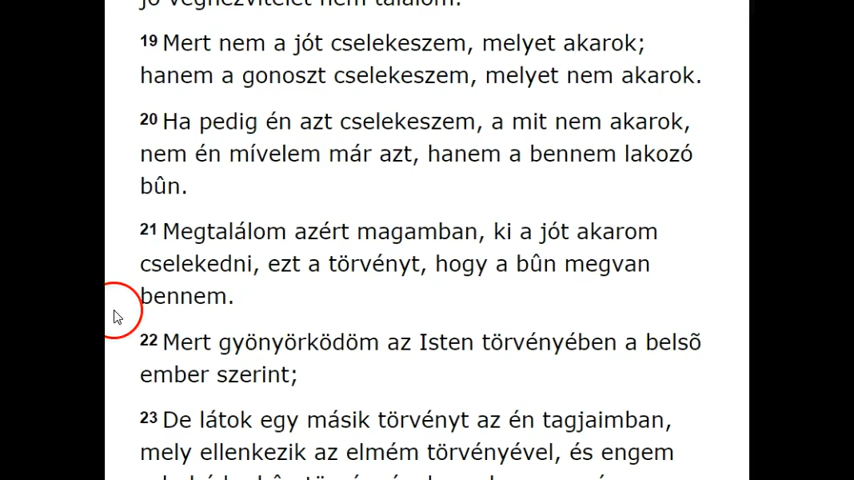 19 Mert nem a jót cselekeszem, melyet akarok;
hanem a gonoszt cselekeszem, melyet nem akarok.
20 Ha pedig én azt cselekeszem, a mit nem akarok,
nem én mívelem már azt, hanem a bennem lakozó
bûn.
21 Megtalálom azért magamban, ki a jót akarom
cselekedni, ezt a törvényt, hogy a bûn megvan
bennem.
22 Mert gyönyörködöm az Isten törvényében a belsõ
ember szerint;
23 De látok egy másik törvényt az én tagjaimban,
mely ellenkezik az elmém törvényével, és engem